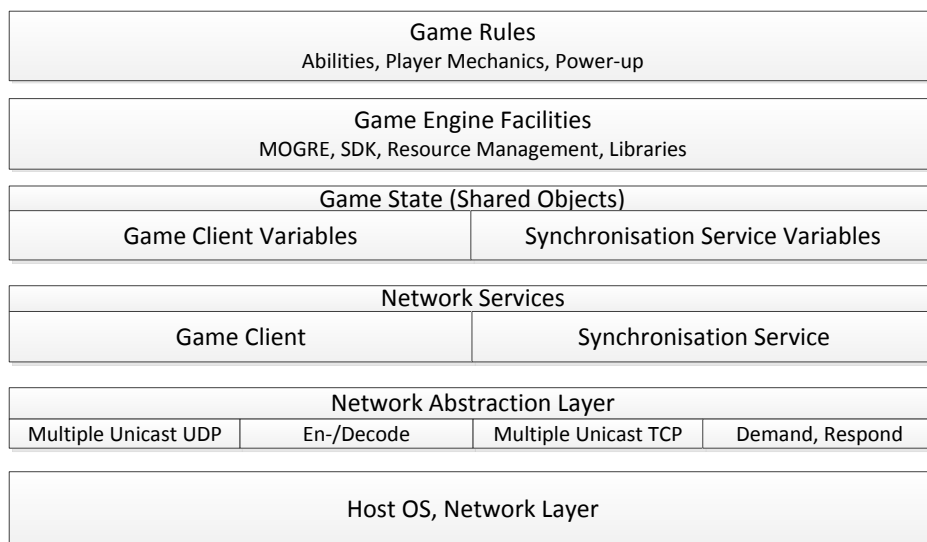 Game Rules
Abilities, Player Mechanics, Power-up
Game Engine Facilities
MOGRE, SDK, Resource Management, Libraries
Game State (Shared Objects)
Game Client Variables
Synchronisation Service Variables
Network Services
Game Client
Synchronisation Service
Network Abstraction Layer
Multiple Unicast UDP
En-/Decode
Multiple Unicast TCP
Demand, Respond
Host OS, Network Layer